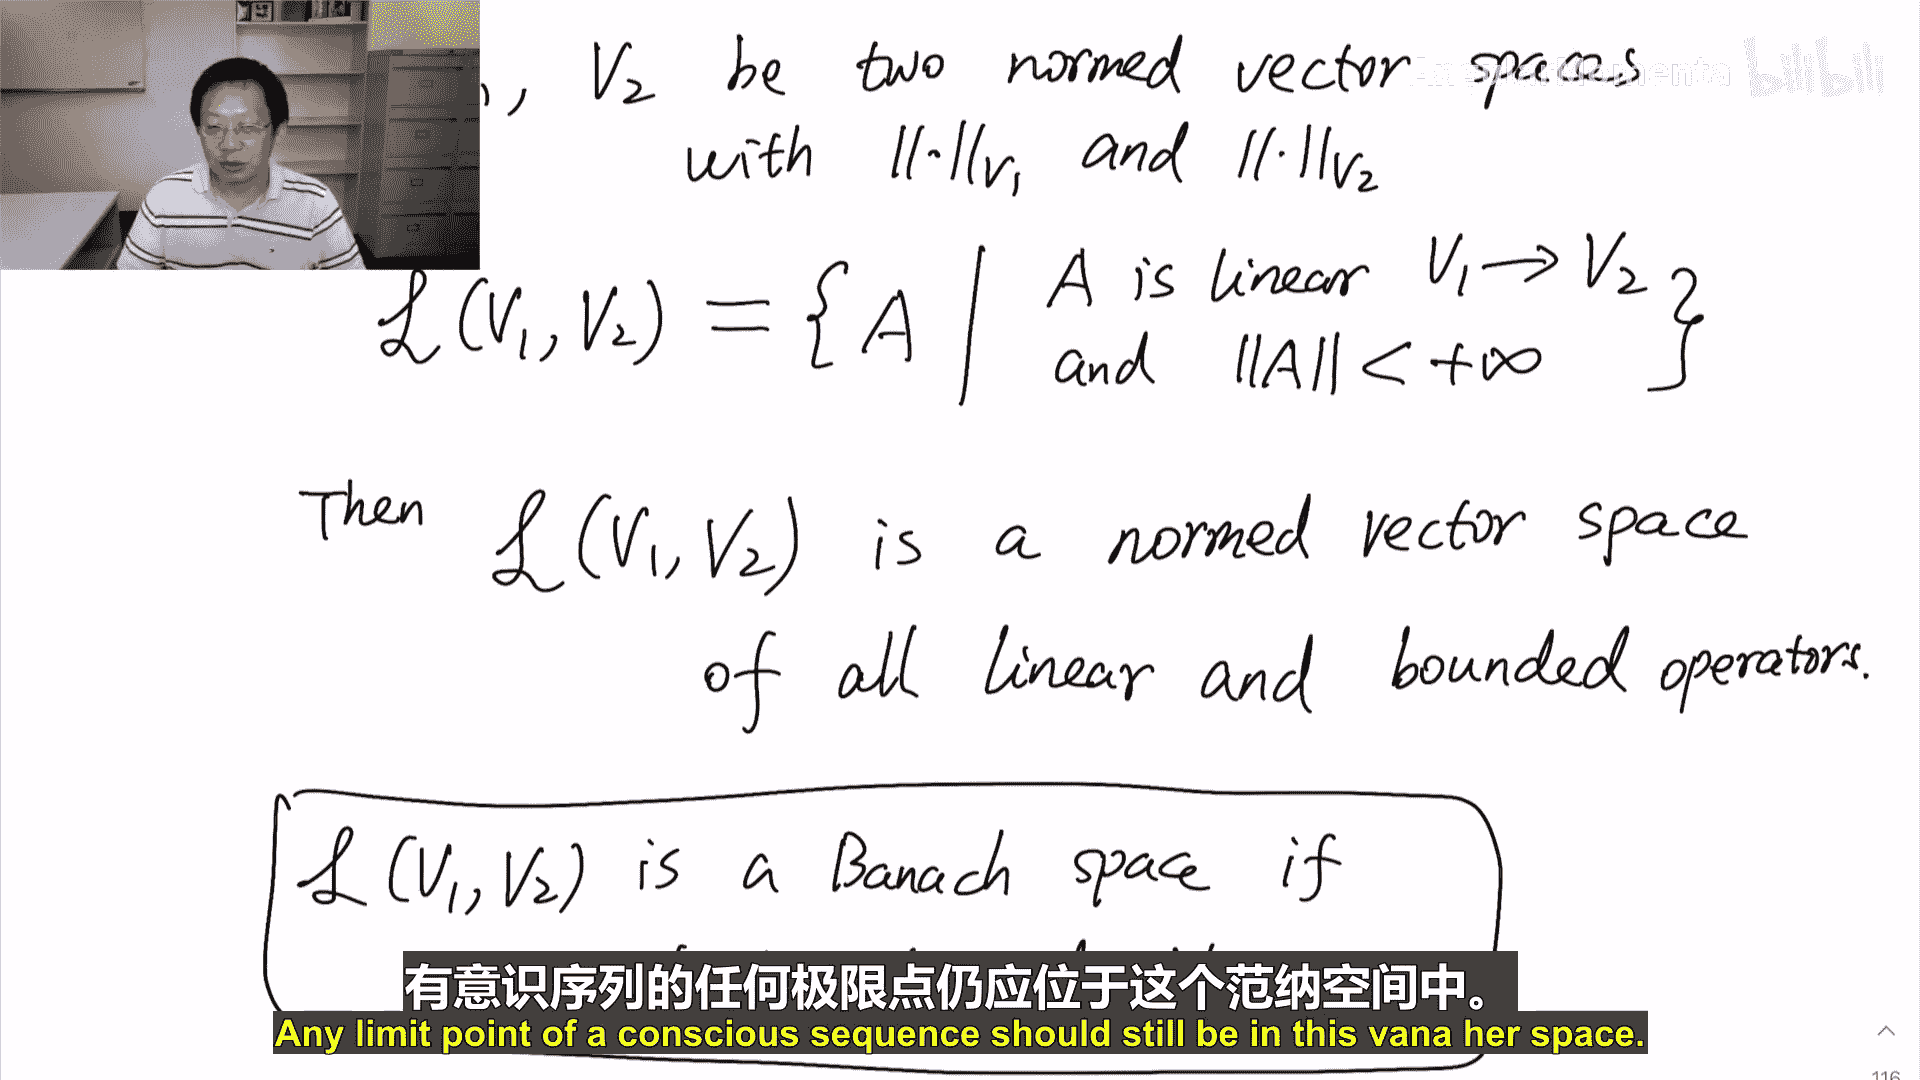 , V₂ be two normed vector spaces
bilibili
with ||·||V₁ and ||·||V₂
ℒ(V₁, V₂) = { A | A is linear V₁ → V₂
and ||A|| < +∞ }
Then ℒ(V₁, V₂) is a normed vector space
of all linear and bounded operators.
ℒ(V₁, V₂) is a Banach space if
有意识序列的任何极限点仍应位于这个范纳空间中。
Any limit point of a conscious sequence should still be in this vana her space.
116